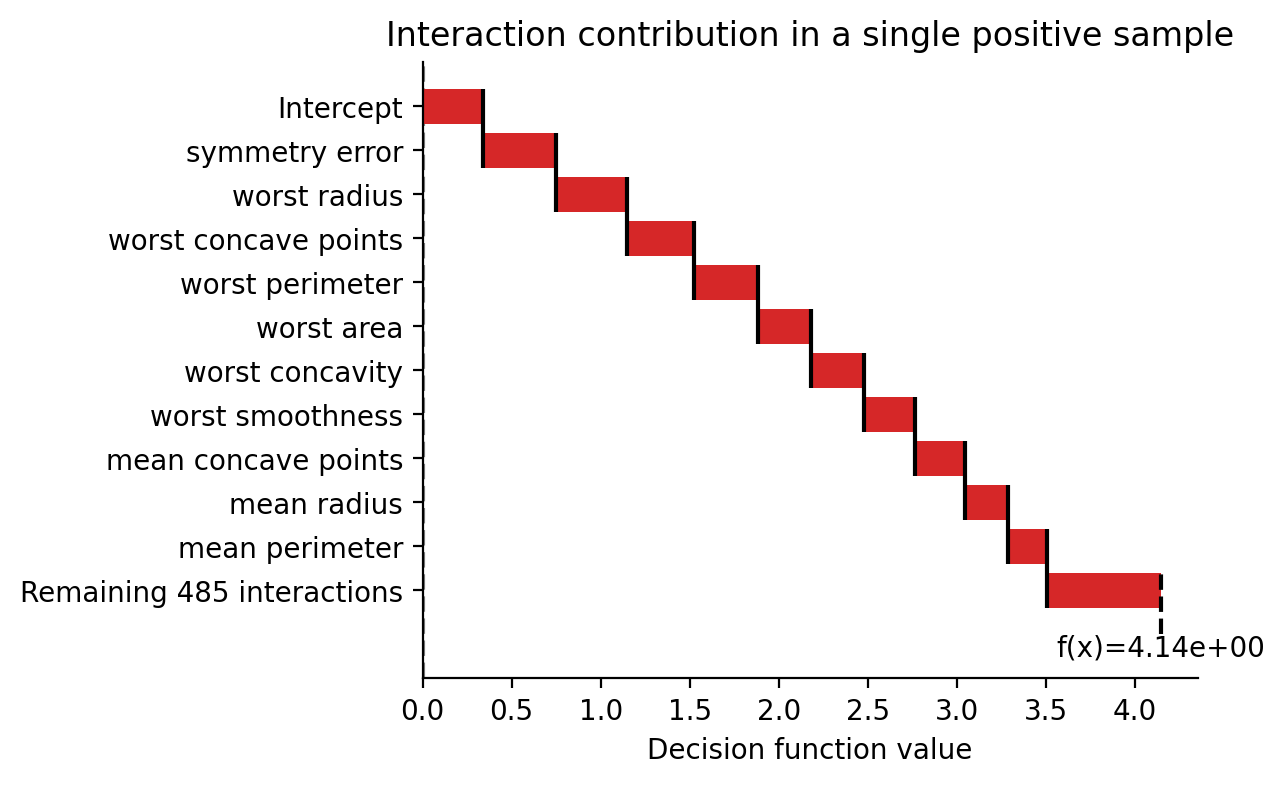 Interaction contribution in a single positive sample
Intercept
symmetry error
worst radius
worst concave points
worst perimeter
worst area
worst concavity
worst smoothness
mean concave points
mean radius
mean perimeter
Remaining 485 interactions
f(x)=4.14e+00
0.0 0.5 1.0 1.5 2.0 2.5 3.0 3.5 4.0
Decision function value